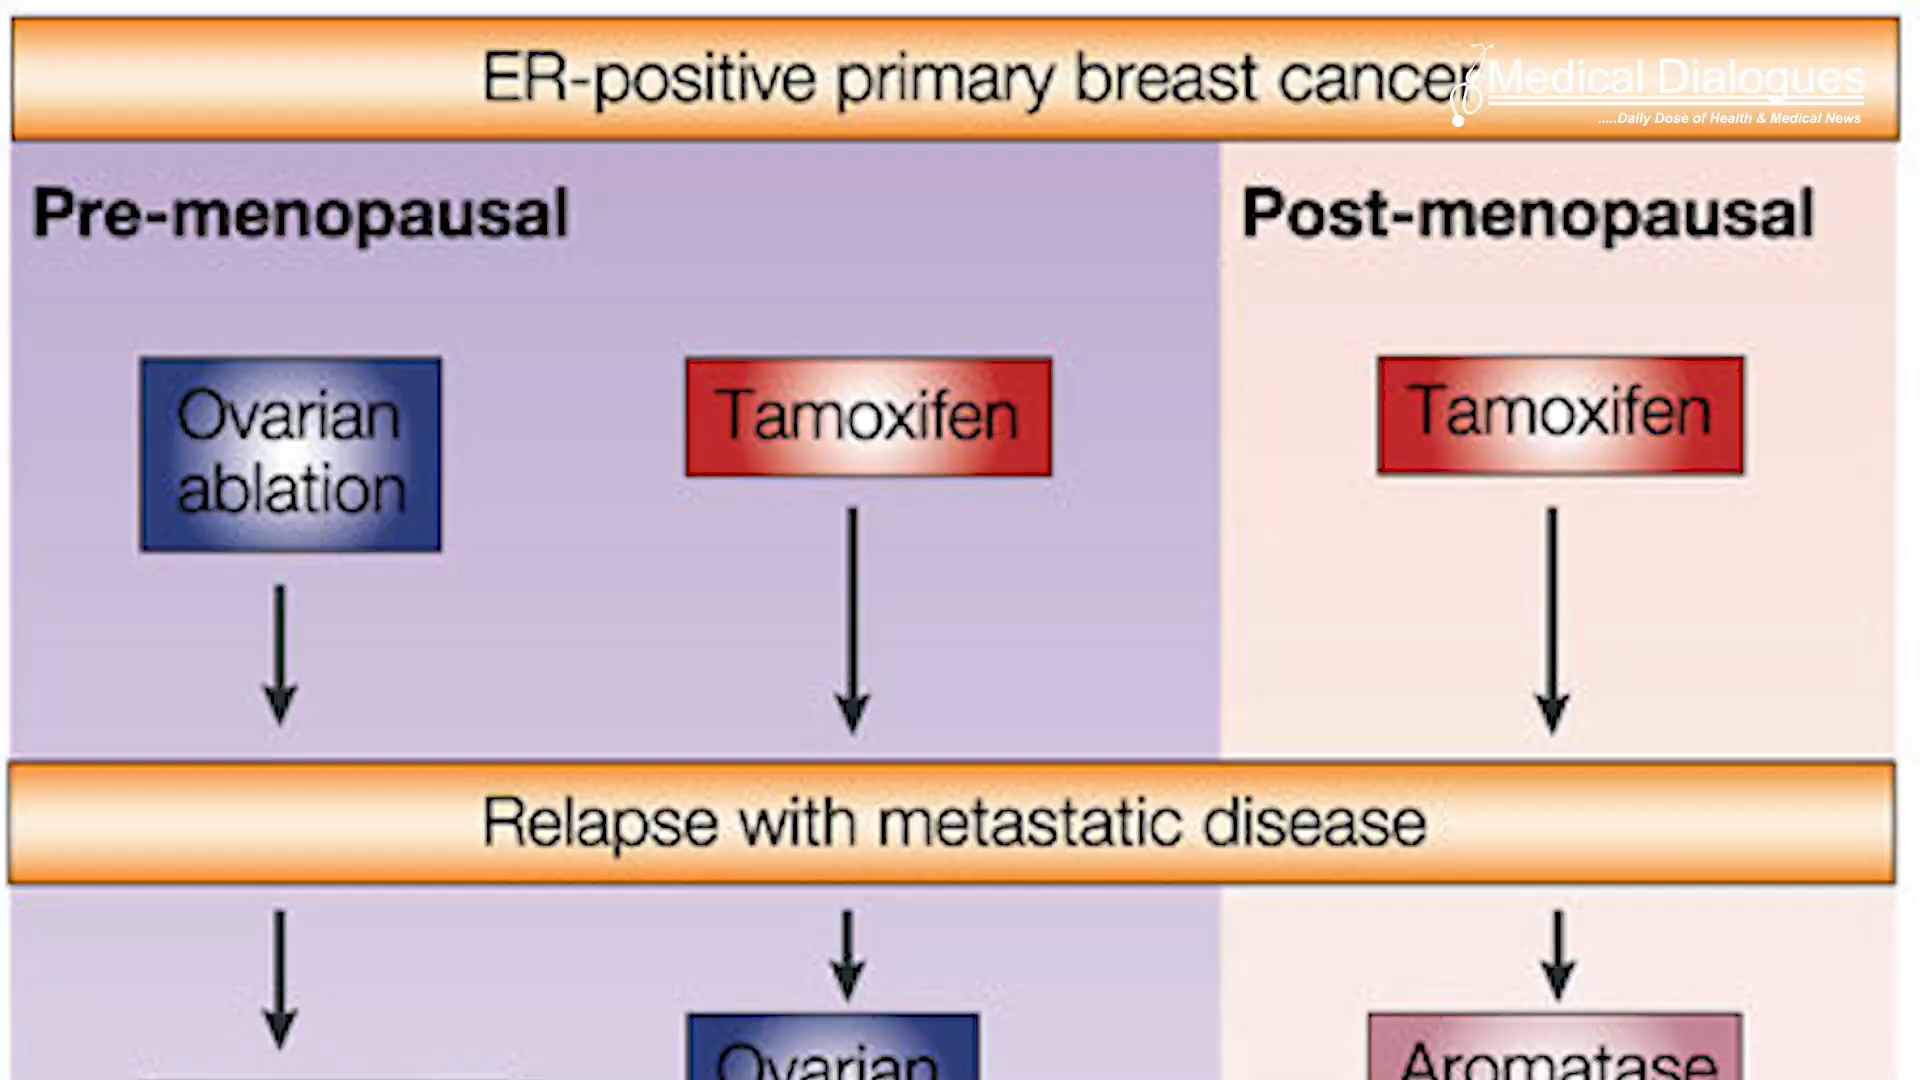 ER-positive primary breast cancer
Medical Dialogues
.....Daily Dose of Health & Medical News
Pre-menopausal
Post-menopausal
Ovarian
ablation
Tamoxifen
Tamoxifen
Relapse with metastatic disease
Ovarian
Aromatase